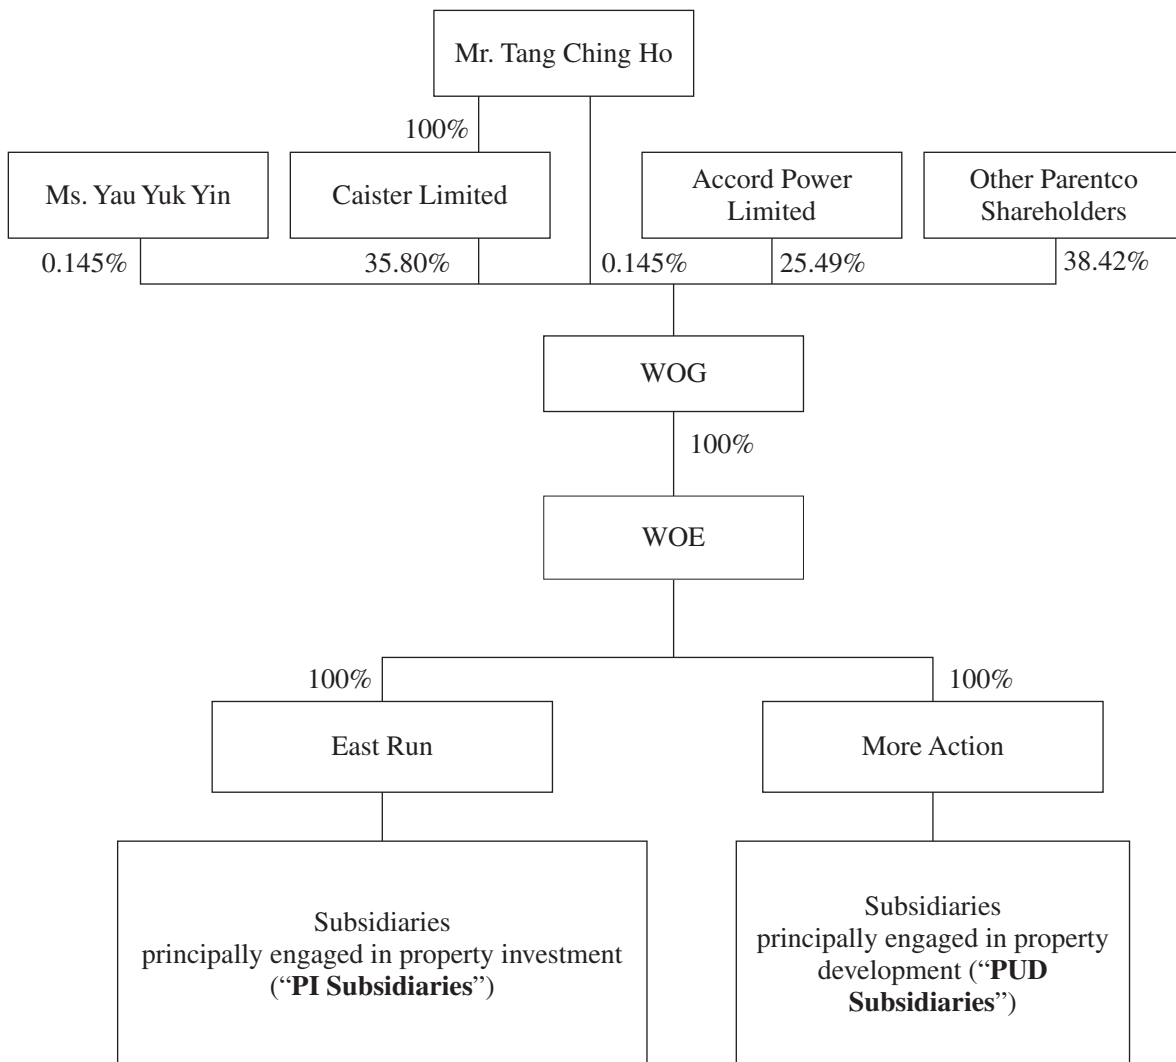 Mr. Tang Ching Ho
100%
Ms. Yau Yuk Yin
Caister Limited
Accord Power
Limited
Other Parentco
Shareholders
0.145%
35.80%
0.145%
25.49%
38.42%
WOG
100%
WOE
100%
100%
East Run
More Action
Subsidiaries
principally engaged in property investment
(“PI Subsidiaries”)
Subsidiaries
principally engaged in property
development (“PUD
Subsidiaries”)